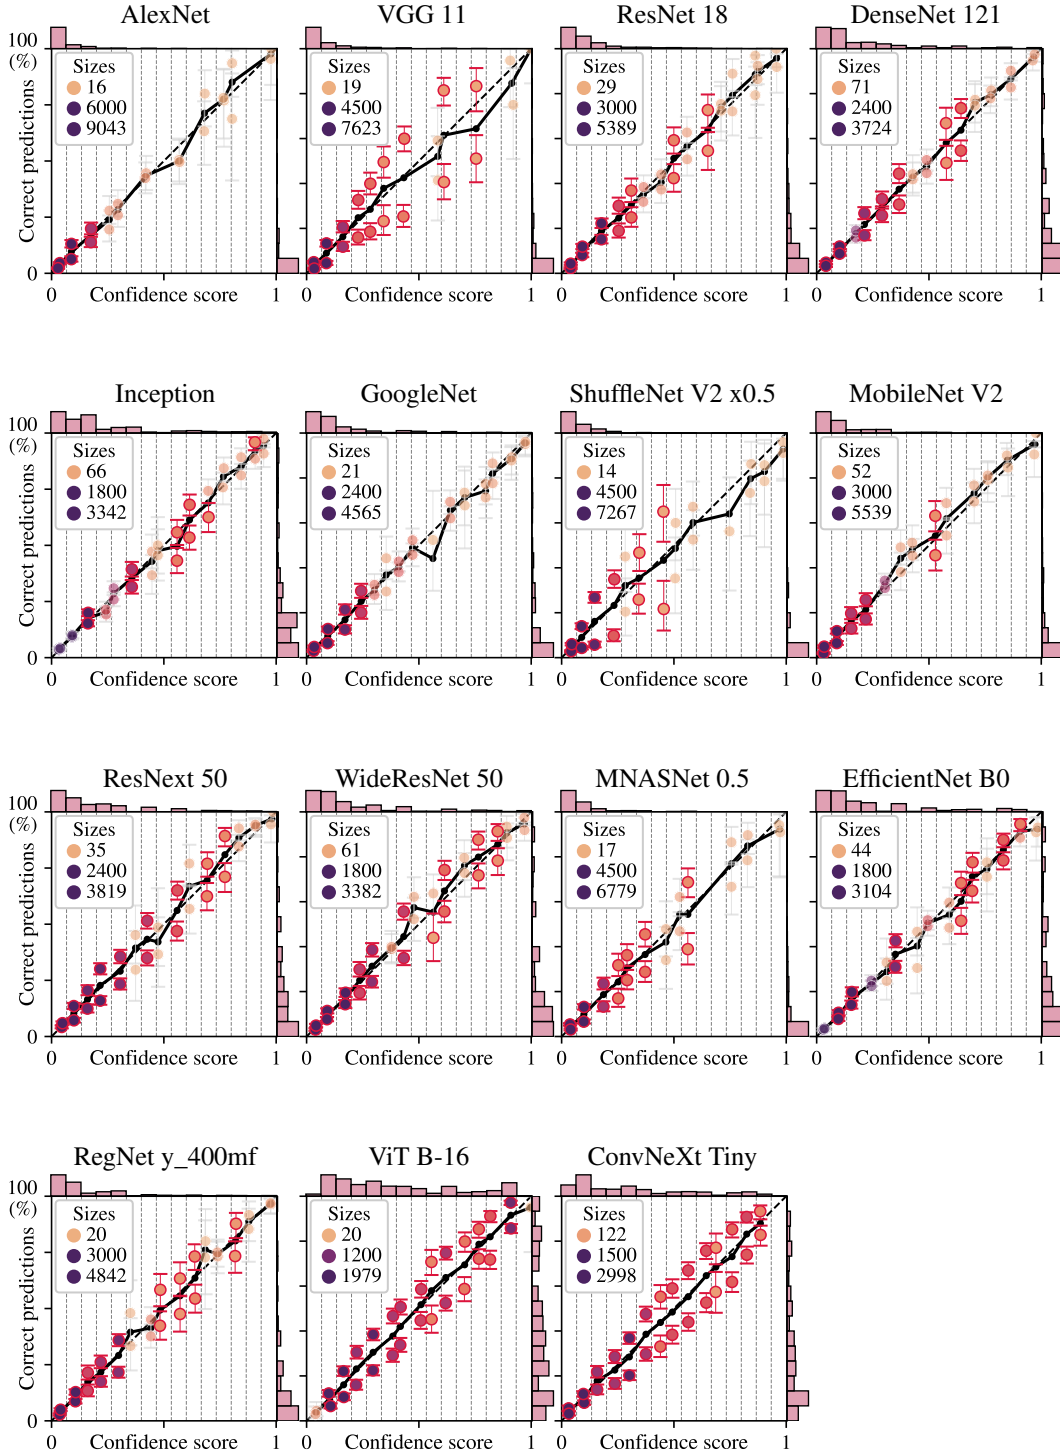 AlexNet
VGG 11
ResNet 18
DenseNet 121
100
(%)
Correct predictions
0
Sizes
16
6000
9043
Sizes
19
4500
7623
Sizes
29
3000
5389
Sizes
71
2400
3724
0 Confidence score 1
0 Confidence score 1
0 Confidence score 1
0 Confidence score 1
Inception
GoogleNet
ShuffleNet V2 x0.5
MobileNet V2
100
(%)
Correct predictions
0
Sizes
66
1800
3342
Sizes
21
2400
4565
Sizes
14
4500
7267
Sizes
52
3000
5539
0 Confidence score 1
0 Confidence score 1
0 Confidence score 1
0 Confidence score 1
ResNext 50
WideResNet 50
MNASNet 0.5
EfficientNet B0
100
(%)
Correct predictions
0
Sizes
35
2400
3819
Sizes
61
1800
3382
Sizes
17
4500
6779
Sizes
44
1800
3104
0 Confidence score 1
0 Confidence score 1
0 Confidence score 1
0 Confidence score 1
RegNet y_400mf
ViT B-16
ConvNeXt Tiny
100
(%)
Correct predictions
0
Sizes
20
3000
4842
Sizes
20
1200
1979
Sizes
122
1500
2998
0 Confidence score 1
0 Confidence score 1
0 Confidence score 1